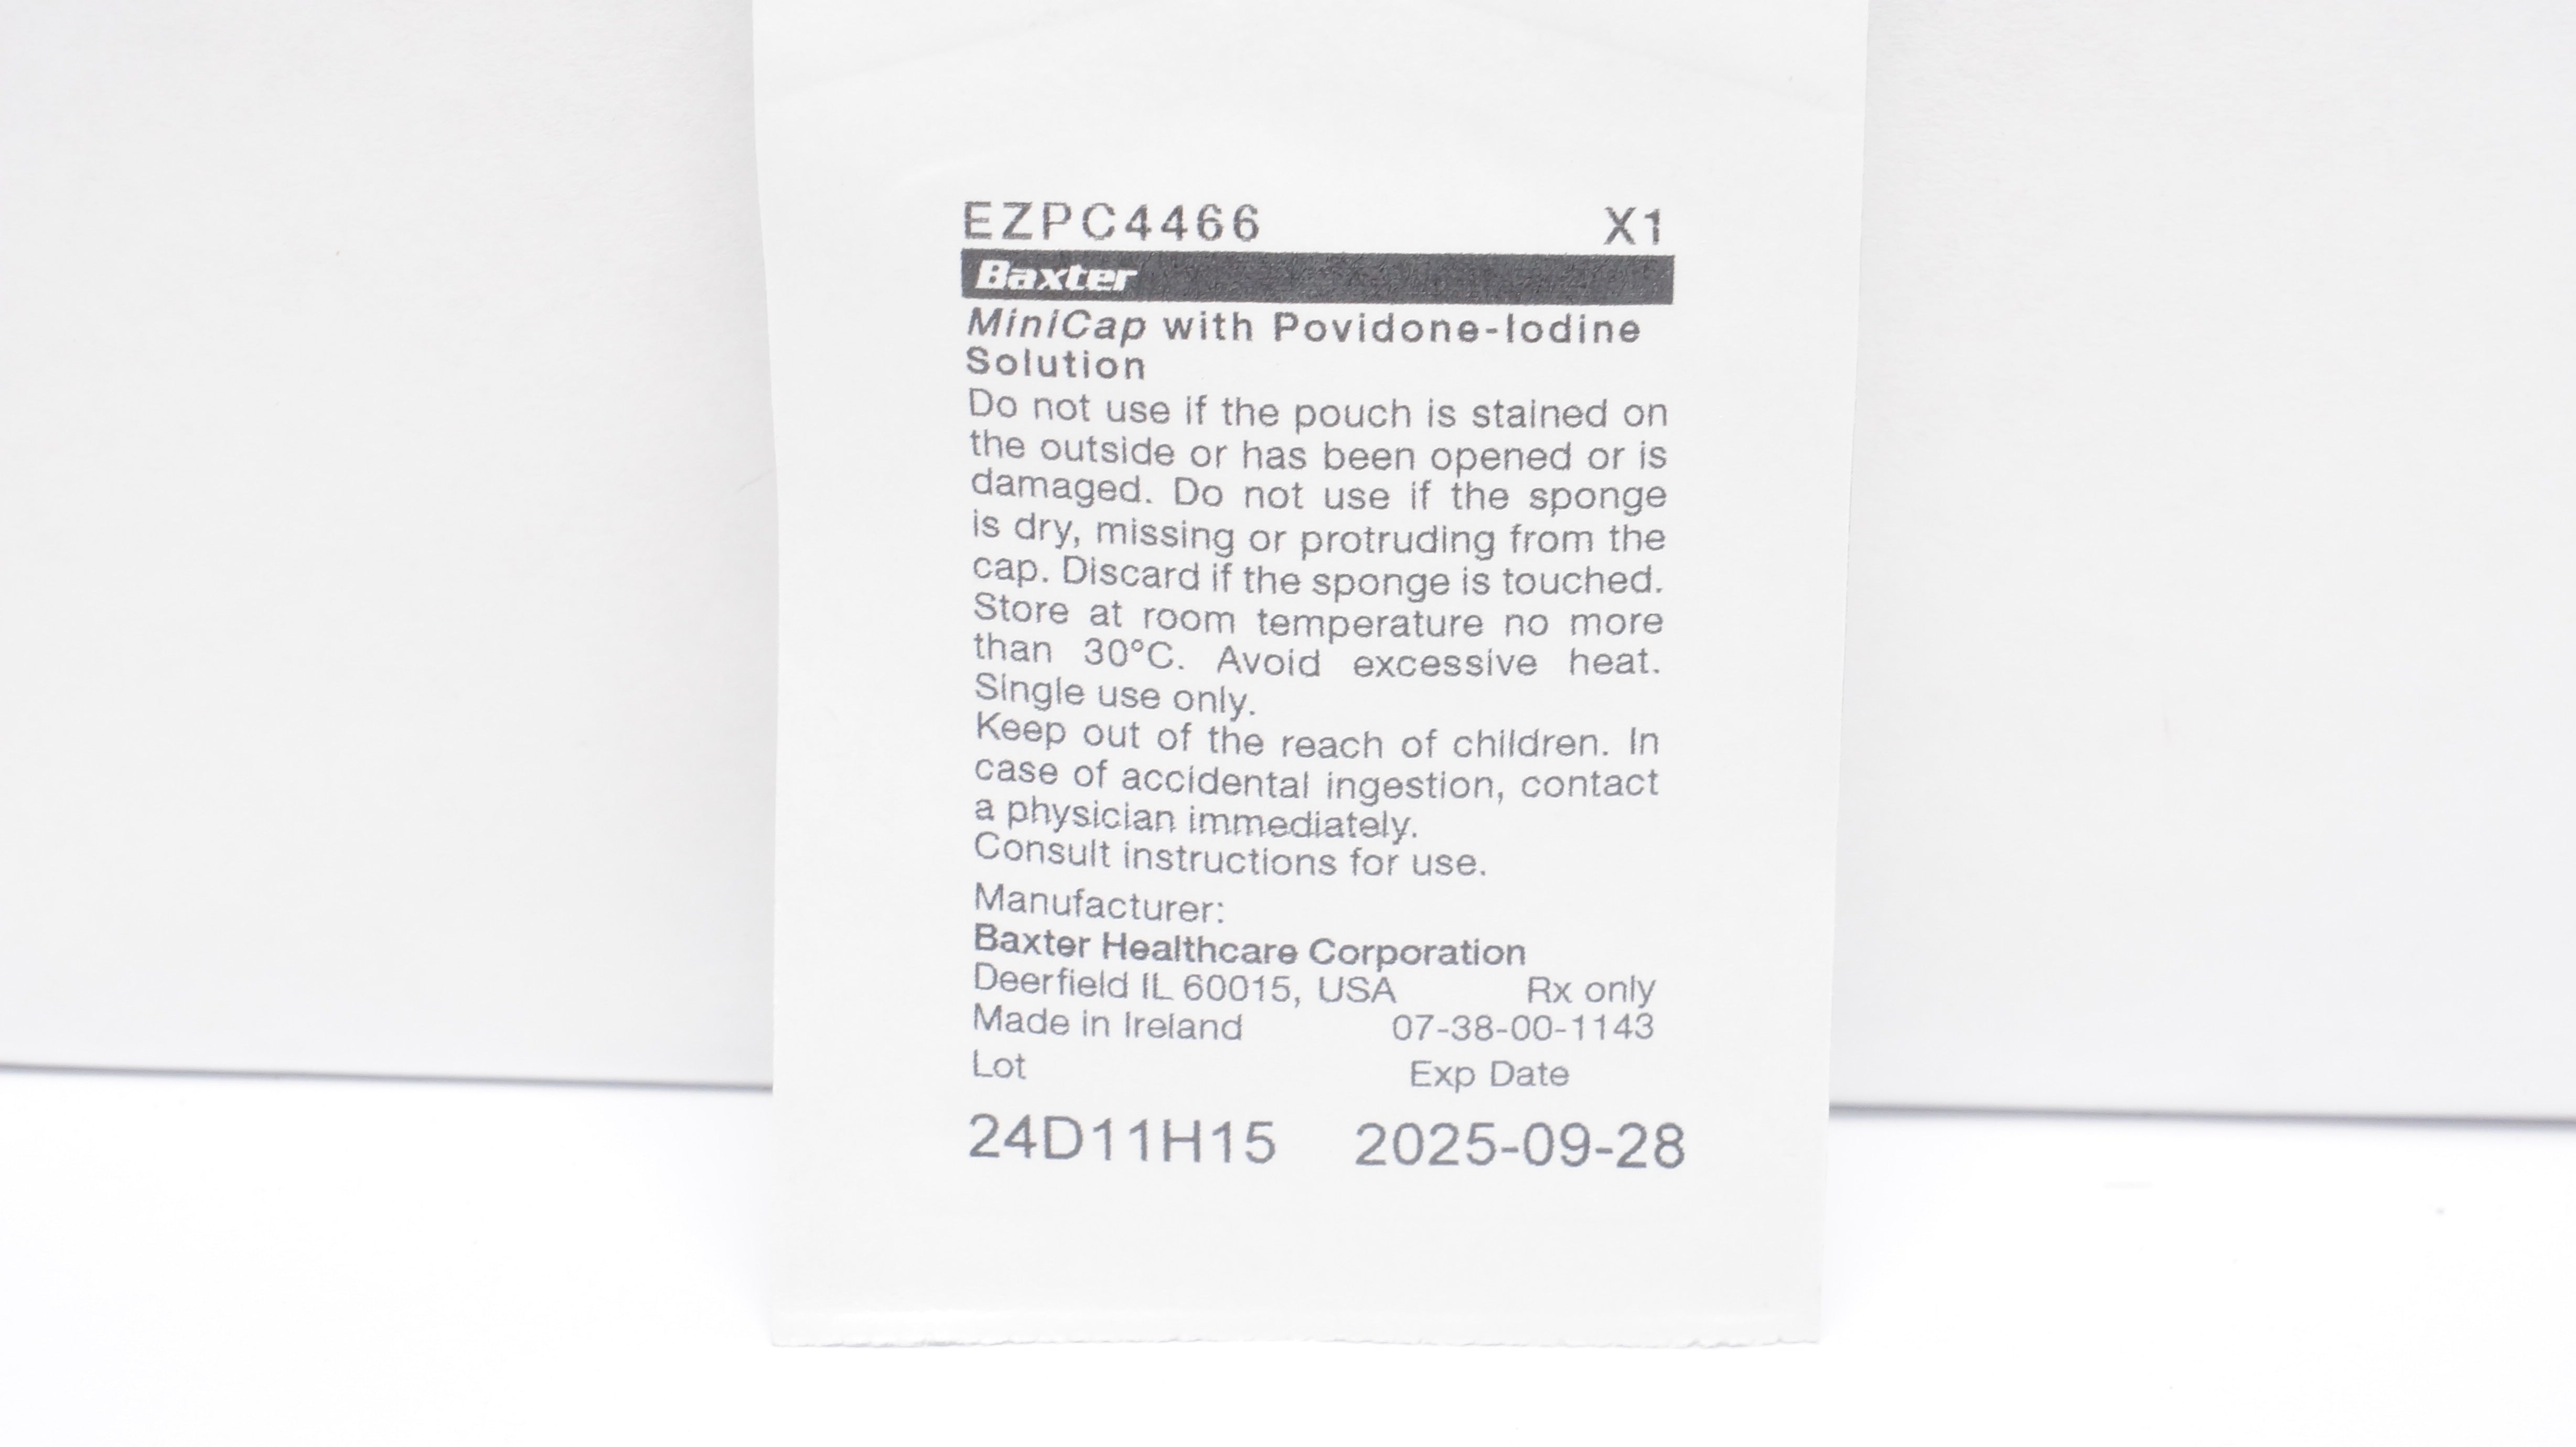 EZPC4466 X1
Baxter
MiniCap with Povidone-Iodine
Solution
Do not use if the pouch is stained on
the outside or has been opened or is
damaged. Do not use if the sponge
is dry, missing or protruding from the
cap. Discard if the sponge is touched.
Store at room temperature no more
than 30°C. Avoid excessive heat.
Single use only.
Keep out of the reach of children. In
case of accidental ingestion, contact
a physician immediately.
Consult instructions for use.
Manufacturer:
Baxter Healthcare Corporation
Deerfield IL 60015, USA Rx only
Made in Ireland 07-38-00-1143
Lot Exp Date
24D11H15 2025-09-28